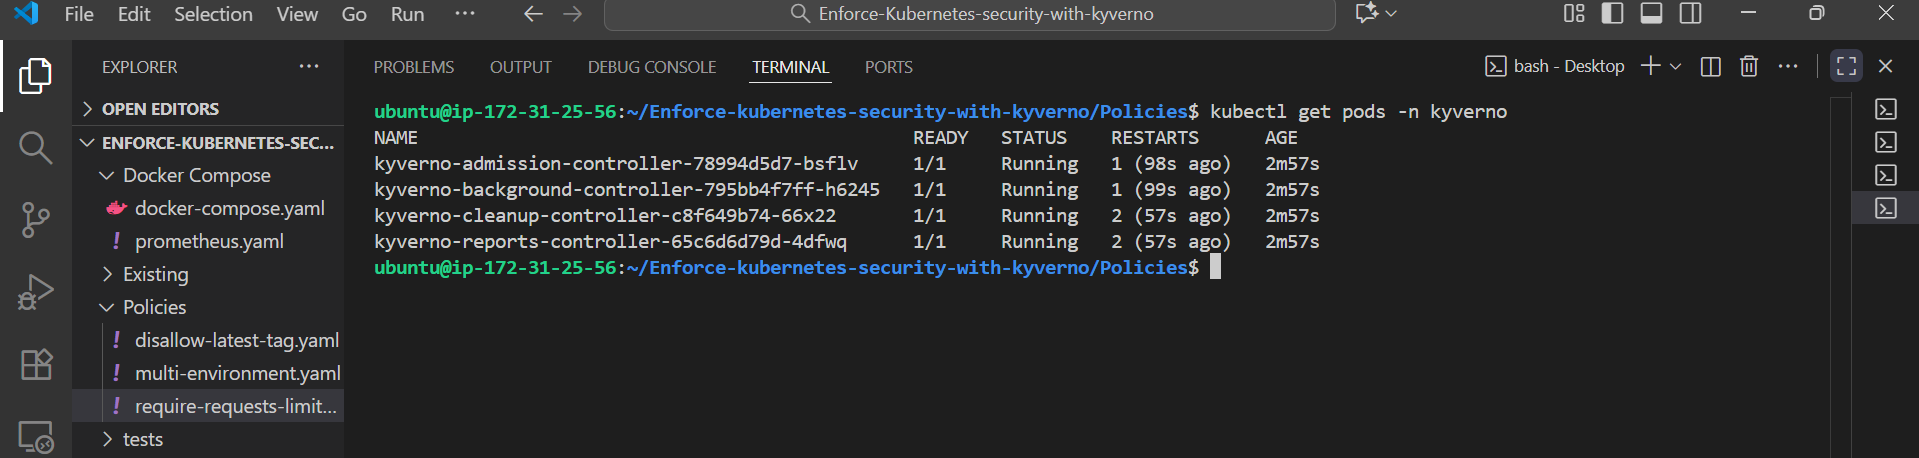 File Edit Selection View Go Run ··· Enforce-Kubernetes-security-with-kyverno
EXPLORER ···
OPEN EDITORS
ENFORCE-KUBERNETES-SEC...
Docker Compose
docker-compose.yaml
! prometheus.yaml
Existing
Policies
! disallow-latest-tag.yaml
! multi-environment.yaml
! require-requests-limit...
tests
PROBLEMS OUTPUT DEBUG CONSOLE TERMINAL PORTS bash - Desktop
ubuntu@ip-172-31-25-56:~/Enforce-kubernetes-security-with-kyverno/Policies$ kubectl get pods -n kyverno
NAME READY STATUS RESTARTS AGE
kyverno-admission-controller-78994d5d7-bsflv 1/1 Running 1 (98s ago) 2m57s
kyverno-background-controller-795bb4f7ff-h6245 1/1 Running 1 (99s ago) 2m57s
kyverno-cleanup-controller-c8f649b74-66x22 1/1 Running 2 (57s ago) 2m57s
kyverno-reports-controller-65c6d6d79d-4dfwq 1/1 Running 2 (57s ago) 2m57s
ubuntu@ip-172-31-25-56:~/Enforce-kubernetes-security-with-kyverno/Policies$